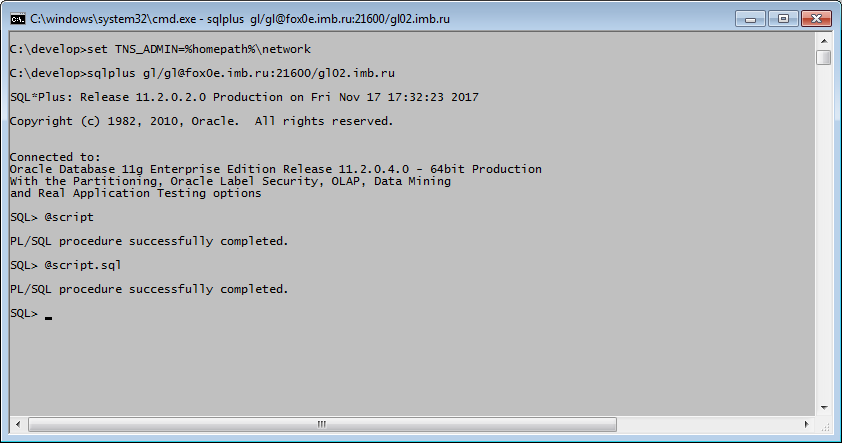 C:\windows\system32\cmd.exe - sqlplus  gl/gl@fox0e.imb.ru:21600/gl02.imb.ru
C:\develop>set TNS_ADMIN=%homepath%\network
C:\develop>sqlplus gl/gl@fox0e.imb.ru:21600/gl02.imb.ru
SQL*Plus: Release 11.2.0.2.0 Production on Fri Nov 17 17:32:23 2017
Copyright (c) 1982, 2010, Oracle.  All rights reserved.
Connected to:
Oracle Database 11g Enterprise Edition Release 11.2.0.4.0 - 64bit Production
With the Partitioning, Oracle Label Security, OLAP, Data Mining
and Real Application Testing options
SQL> @script
PL/SQL procedure successfully completed.
SQL> @script.sql
PL/SQL procedure successfully completed.
SQL> _